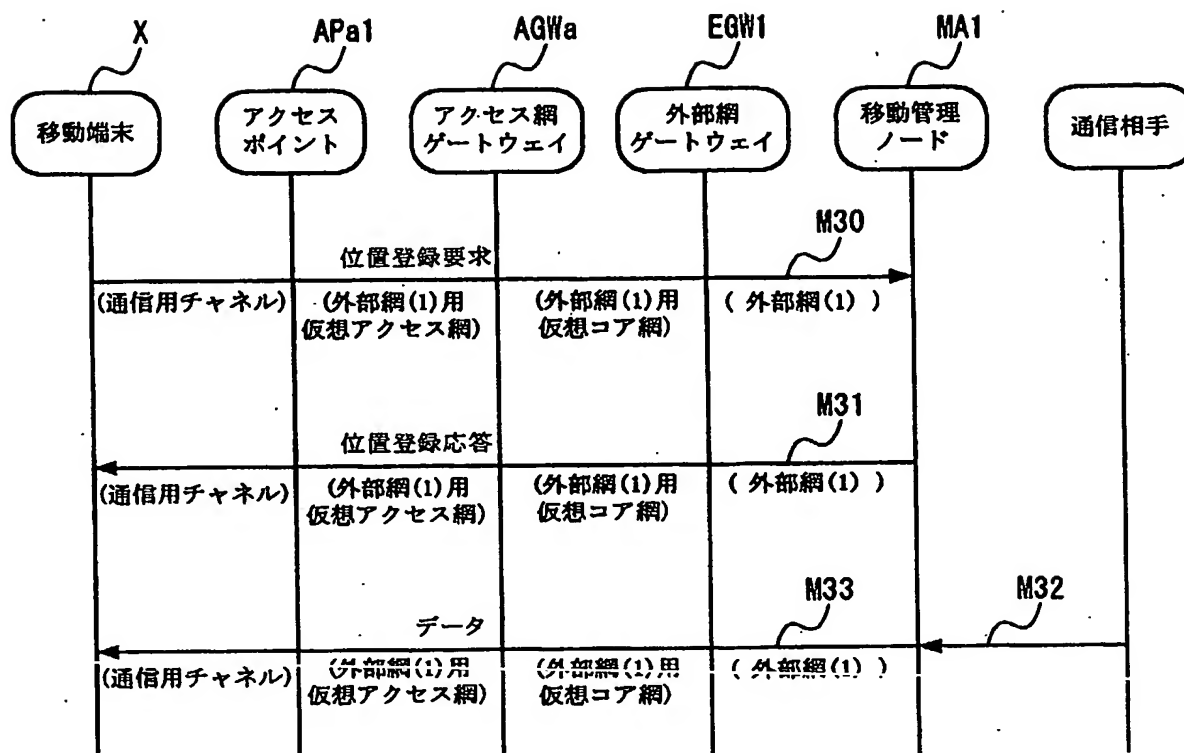 X
APa1
AGWa
EGW1
MA1
移動端末
アクセス
ポイント
アクセス網
ゲートウェイ
外部網
ゲートウェイ
移動管理
ノード
通信相手
M30
位置登録要求
(通信用チャネル)
(外部網(1)用
仮想アクセス網)
(外部網(1)用
仮想コア網)
( 外部網(1) )
M31
位置登録応答
(通信用チャネル)
(外部網(1)用
仮想アクセス網)
(外部網(1)用
仮想コア網)
( 外部網(1) )
M33
M32
データ
(通信用チャネル)
(外部網(1)用
仮想アクセス網)
(外部網(1)用
仮想コア網)
( 外部網(1) )